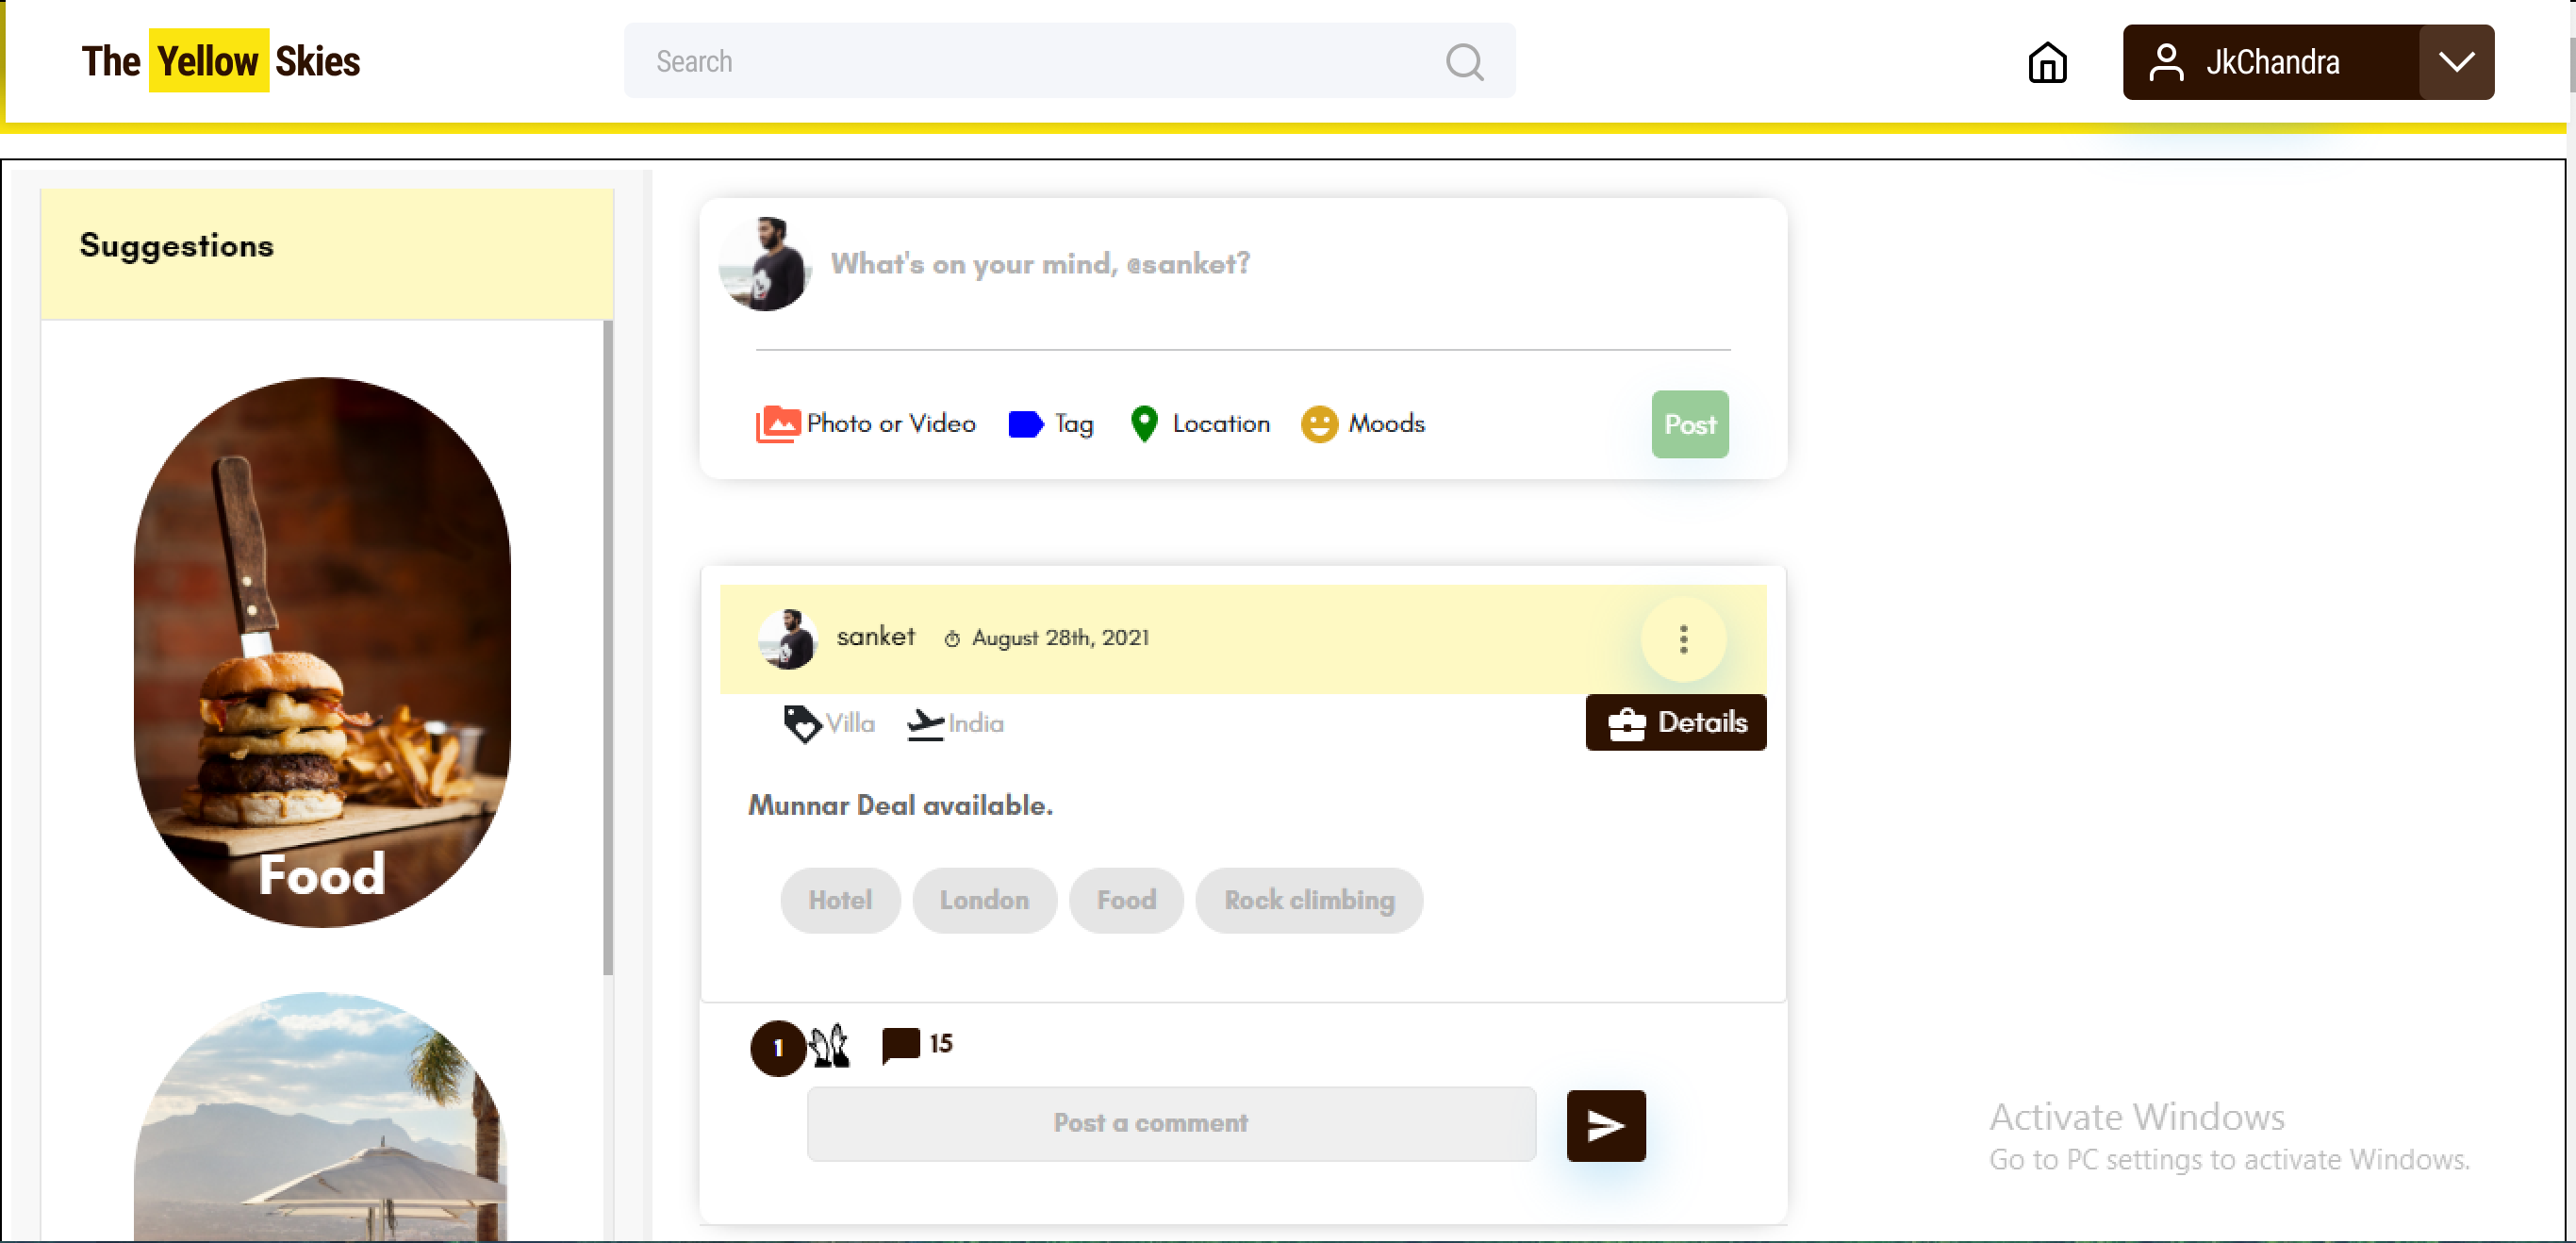 The Yellow Skies
Search
JkChandra
Suggestions
Food
What's on your mind, @sanket?
Photo or Video
Tag
Location
Moods
Post
sanket
August 28th, 2021
Villa
India
Details
Munnar Deal available.
Hotel
London
Food
Rock climbing
1
15
Post a comment
Activate Windows
Go to PC settings to activate Windows.